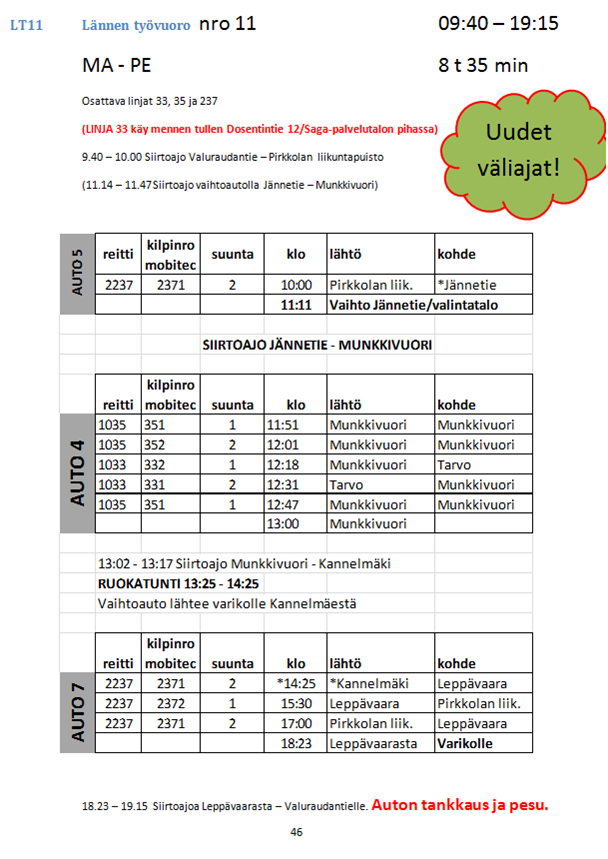 LT11 Lännen työvuoro nro 11 09:40 – 19:15
MA - PE 8 t 35 min
Osattava linjat 33, 35 ja 237
(LINJA 33 käy mennen tullen Dosentintie 12/Saga-palvelutalon pihassa)
Uudet
väliajat!
9.40 – 10.00 Siirtoajo Valuraudantie – Pirkkolan liikuntapuisto
(11.14 – 11.47 Siirtoajo vaihtoautolla Jännetie – Munkkivuori)
AUTO 5
reitti kilpinro mobitec suunta klo lähtö kohde
2237 2371 2 10:00 Pirkkolan liik. *Jännetie
11:11 Vaihto Jännetie/valintatalo
SIIRTOAJO JÄNNETIE - MUNKKIVUORI
AUTO 4
reitti kilpinro mobitec suunta klo lähtö kohde
1035 351 1 11:51 Munkkivuori Munkkivuori
1035 352 2 12:01 Munkkivuori Munkkivuori
1033 332 1 12:18 Munkkivuori Tarvo
1033 331 2 12:31 Tarvo Munkkivuori
1035 351 1 12:47 Munkkivuori Munkkivuori
13:00 Munkkivuori
13:02 - 13:17 Siirtoajo Munkkivuori - Kannelmäki
RUOKATUNTI 13:25 - 14:25
Vaihtoauto lähtee varikolle Kannelmäestä
AUTO 7
reitti kilpinro mobitec suunta klo lähtö kohde
2237 2371 2 *14:25 *Kannelmäki Leppävaara
2237 2372 1 15:30 Leppävaara Pirkkolan liik.
2237 2371 2 17:00 Pirkkolan liik. Leppävaara
18:23 Leppävaarasta Varikolle
18.23 – 19.15 Siirtoajoa Leppävaarasta – Valuraudantielle. Auton tankkaus ja pesu.
46